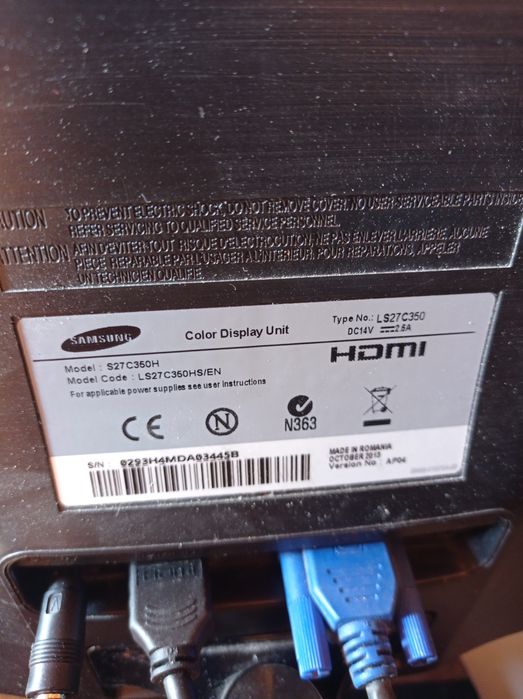 UTION TO PREVENT ELECTRIC SHOCK, DO NOT REMOVE COVER. NO USER-SERVICEABLE PARTS INSIDE
REFER SERVICING TO QUALIFIED SERVICE PERSONNEL.
ATTENTION AFIN D'EVITER TOUT RISQUE D'ELECTROCUTION, NE PAS ENLEVER L'ARRIERE. AUCUNE
PIECE REPARABLE PAR L'USAGER A L'INTERIEUR. POUR REPARATIONS, APPELER
UN TECHNICIEN QUALIFIE.
SAMSUNG
Color Display Unit
Type No.: LS27C350
DC14V 2.5A
Model : S27C350H
Model Code : LS27C350HS/EN
For applicable power supplies see user instructions
HDMI
CE
N
N363
S/N : 0293H4MDA03445B
MADE IN ROMANIA
OCTOBER 2013
Version No : AP04